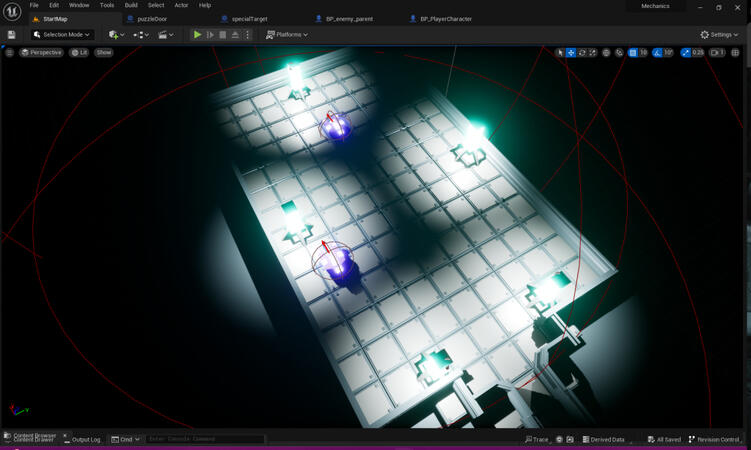 File Edit Window Tools Build Select Actor Help Mechanics
StartMap puzzleDoor specialTarget BP_enemy_parent BP_PlayerCharacter
Selection Mode Platforms Settings
Perspective Lit Show 10 10° 0.25 1
Content Browser
Content Drawer Output Log Cmd Enter Console Command Trace Derived Data All Saved Revision Control